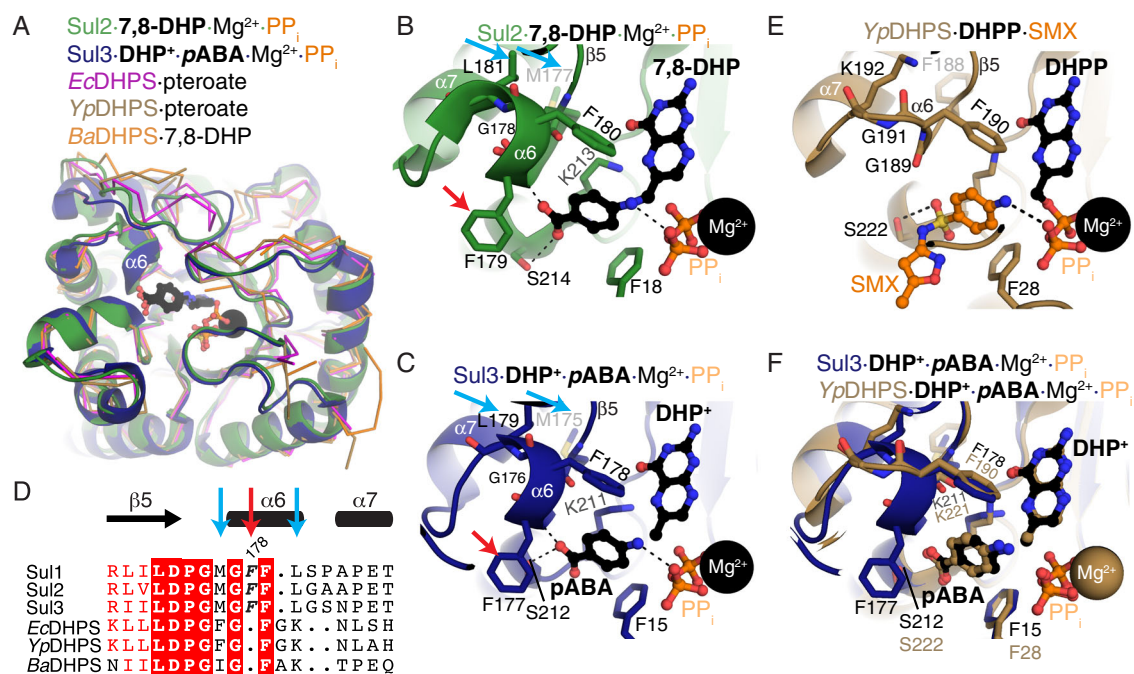 A
Sul2·7,8-DHP·Mg²⁺·PPᵢ
Sul3·DHP⁺·pABA·Mg²⁺·PPᵢ
EcDHPS·pteroate
YpDHPS·pteroate
BaDHPS·7,8-DHP
α6
B
Sul2·7,8-DHP·Mg²⁺·PPᵢ
L181
M177
β5
7,8-DHP
α7
G178
F180
α6
K213
Mg²⁺
F179
S214
F18
PPᵢ
C
Sul3·DHP⁺·pABA·Mg²⁺·PPᵢ
L179
M175
β5
DHP⁺
α7
G176
F178
α6
K211
Mg²⁺
pABA
F177
S212
F15
PPᵢ
D
β5
α6
α7
178
Sul1 RLILDPGMGFF.LSPAPET
Sul2 RLVLDPGMGFF.LGAAPET
Sul3 RIILDPGMGFF.LGSNPET
EcDHPS KLLLDPGFG.FGK..NLSH
YpDHPS KLLLDPGFG.FGK..NLAH
BaDHPS NIILDPGIG.FAK..TPEQ
E
YpDHPS·DHPP·SMX
K192
F188
β5
DHPP
α7
α6
F190
G191
G189
S222
Mg²⁺
SMX
F28
PPᵢ
F
Sul3·DHP⁺·pABA·Mg²⁺·PPᵢ
YpDHPS·DHP⁺·pABA·Mg²⁺·PPᵢ
F178
F190
DHP⁺
K211
K221
Mg²⁺
pABA
F177
S212
S222
F15
F28
PPᵢ